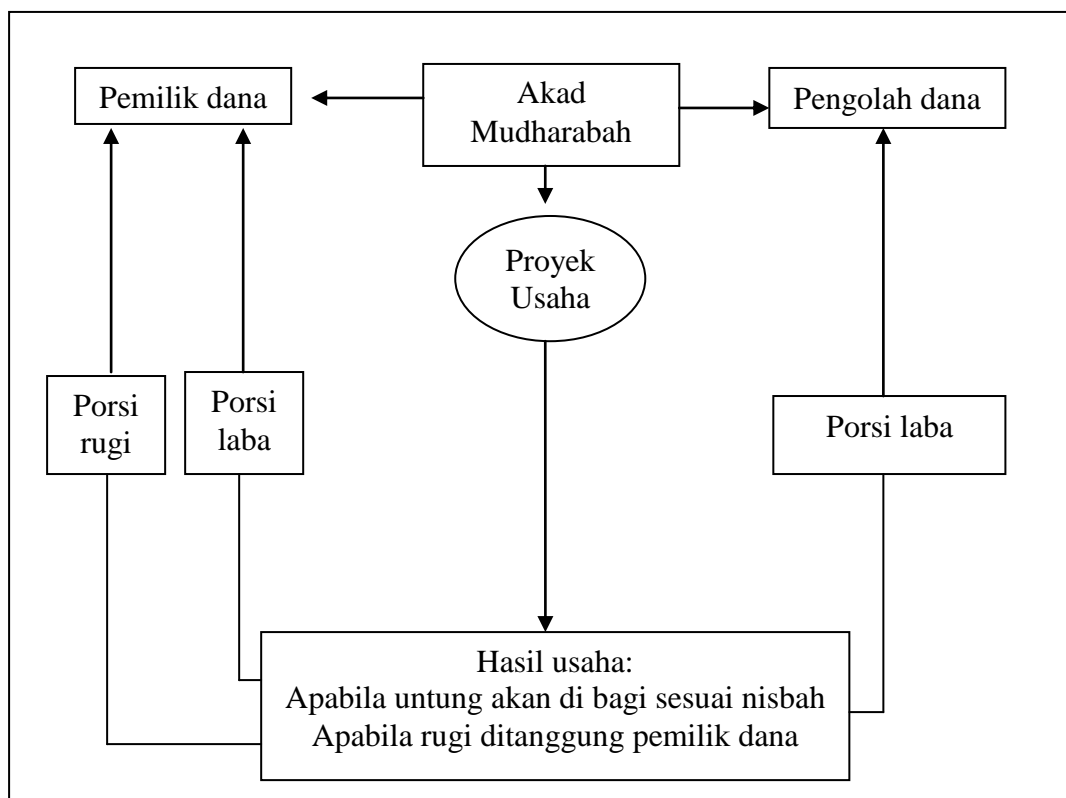 Pemilik dana
Akad
Mudharabah
Pengolah dana
Proyek
Usaha
Porsi
rugi
Porsi
laba
Porsi laba
Hasil usaha:
Apabila untung akan di bagi sesuai nisbah
Apabila rugi ditanggung pemilik dana